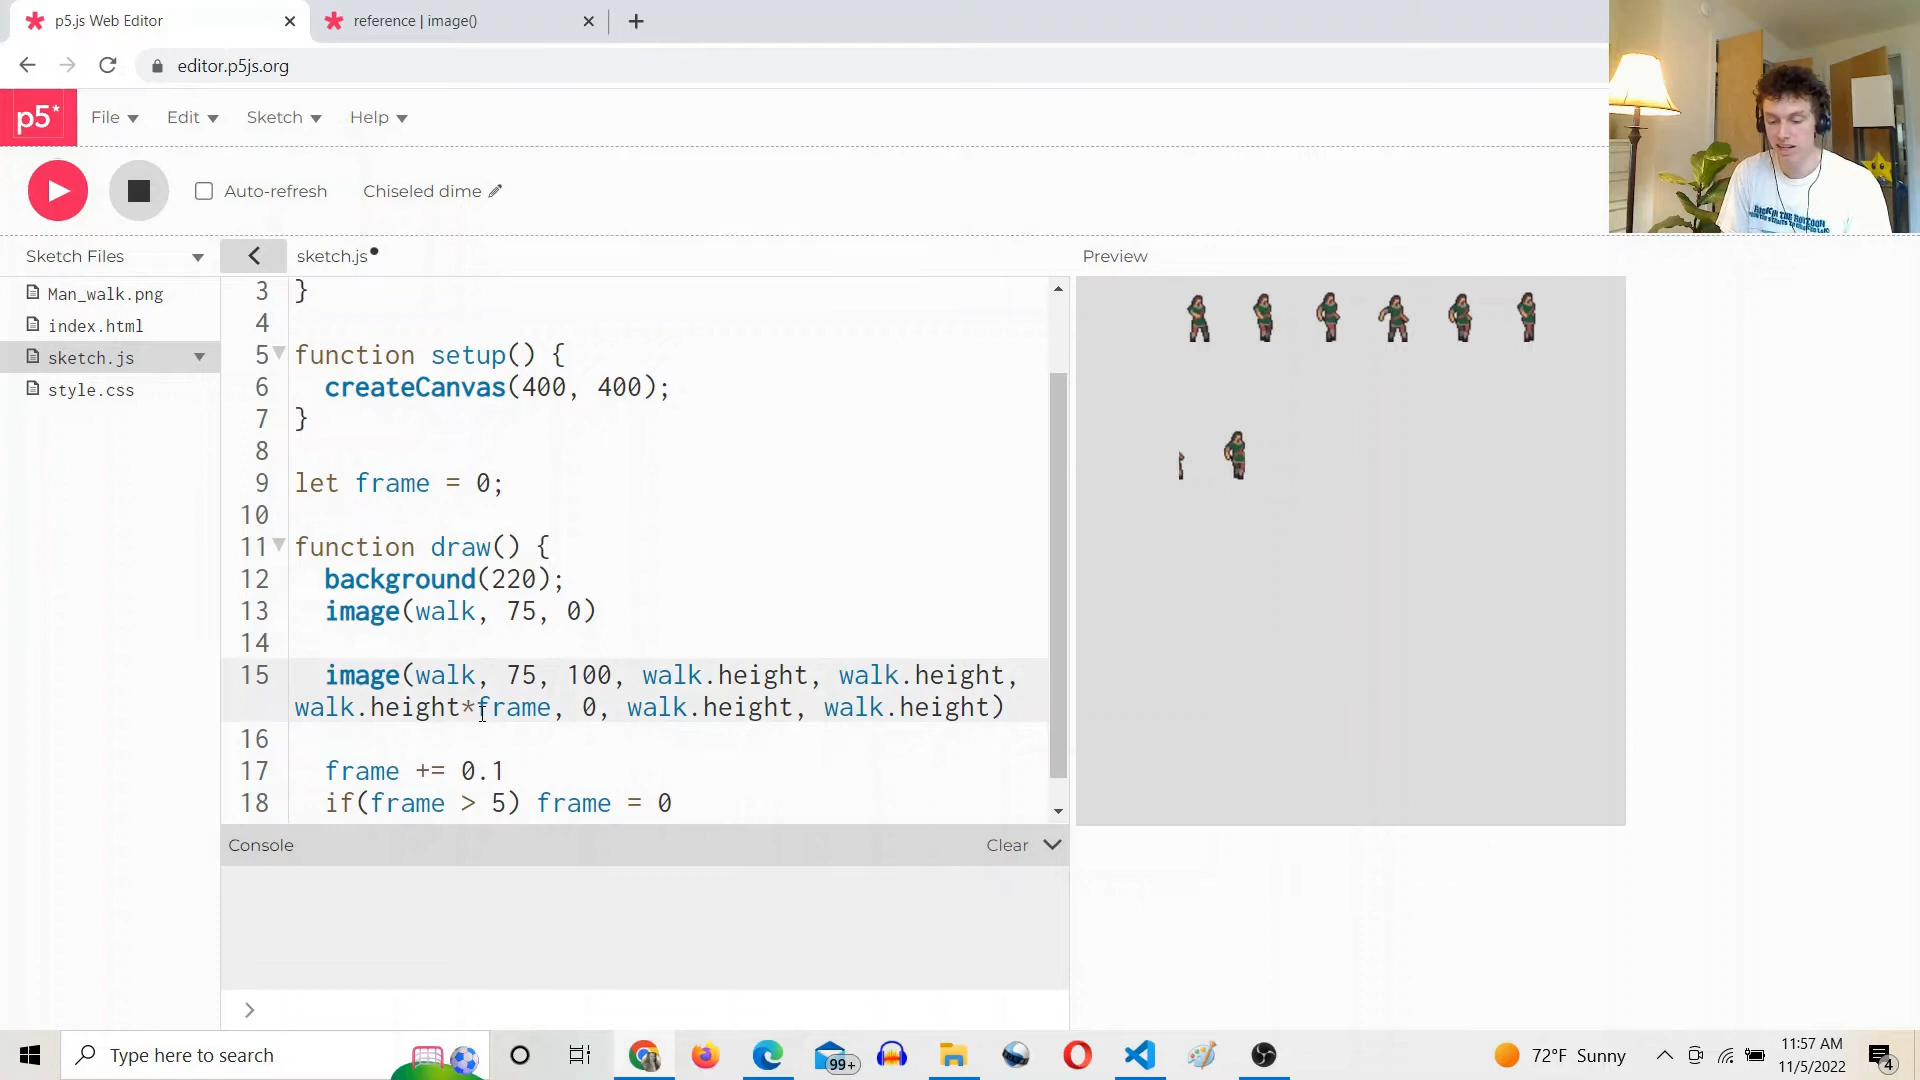 p5.js Web Editor
reference | image()
editor.p5js.org
p5*
File
Edit
Sketch
Help
Auto-refresh
Chiseled dime
Sketch Files
sketch.js
Preview
Man_walk.png
index.html
sketch.js
style.css
3 }
4
5 function setup() {
6 createCanvas(400, 400);
7 }
8
9 let frame = 0;
10
11 function draw() {
12 background(220);
13 image(walk, 75, 0)
14
15 image(walk, 75, 100, walk.height, walk.height,
walk.height*frame, 0, walk.height, walk.height)
16
17 frame += 0.1
18 if(frame > 5) frame = 0
Console
Clear
>
Type here to search
99+
72°F Sunny
11:57 AM
11/5/2022
4